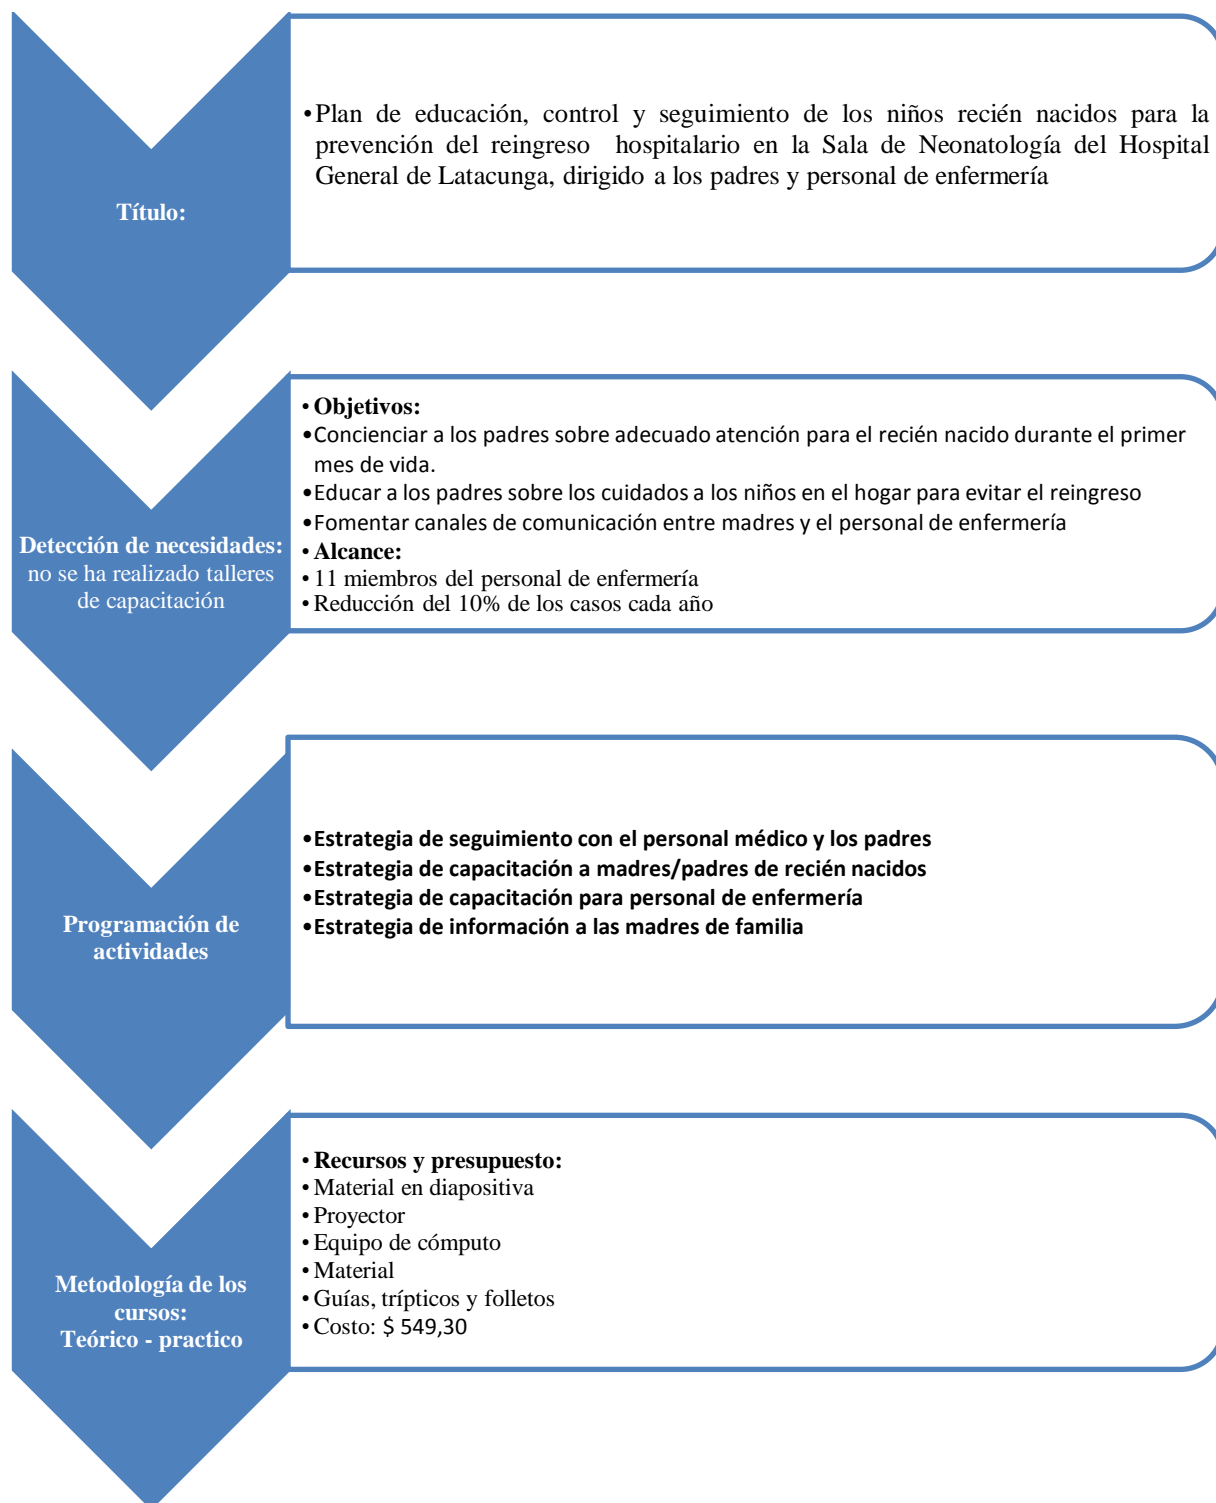 Título:
•Plan de educación, control y seguimiento de los niños recién nacidos para la
prevención del reingreso hospitalario en la Sala de Neonatología del Hospital
General de Latacunga, dirigido a los padres y personal de enfermería
Detección de necesidades:
no se ha realizado talleres
de capacitación
• Objetivos:
•Concienciar a los padres sobre adecuado atención para el recién nacido durante el primer
mes de vida.
•Educar a los padres sobre los cuidados a los niños en el hogar para evitar el reingreso
•Fomentar canales de comunicación entre madres y el personal de enfermería
• Alcance:
• 11 miembros del personal de enfermería
• Reducción del 10% de los casos cada año
Programación de
actividades
•Estrategia de seguimiento con el personal médico y los padres
•Estrategia de capacitación a madres/padres de recién nacidos
•Estrategia de capacitación para personal de enfermería
•Estrategia de información a las madres de familia
Metodología de los
cursos:
Teórico - practico
• Recursos y presupuesto:
• Material en diapositiva
• Proyector
• Equipo de cómputo
• Material
• Guías, trípticos y folletos
• Costo: $ 549,30